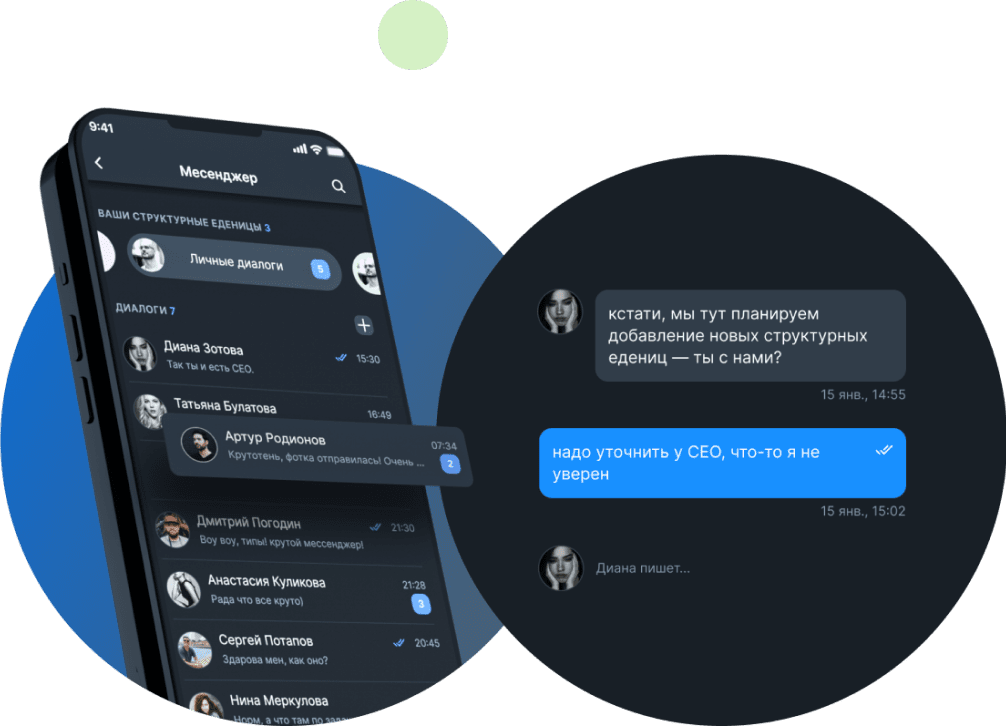 9:41
Месенджер
ВАШИ СТРУКТУРНЫЕ ЕДЕНИЦЫ 3
Личные диалоги 5
ДИАЛОГИ 7
Диана Зотова
Так ты и есть CEO. 15:30
Татьяна Булатова 16:49
Артур Родионов 07:34
Крутотень, фотка отправилась! Очень ... 2
Дмитрий Погодин 21:30
Воу воу, типы! крутой мессенджер!
Анастасия Куликова 21:28
Рада что все круто) 3
Сергей Потапов 20:45
Здарова мен, как оно?
Нина Меркулова
Норм, а что там по
кстати, мы тут планируем
добавление новых структурных
едениц — ты с нами?
15 янв., 14:55
надо уточнить у CEO, что-то я не
уверен
15 янв., 15:02
Диана пишет...